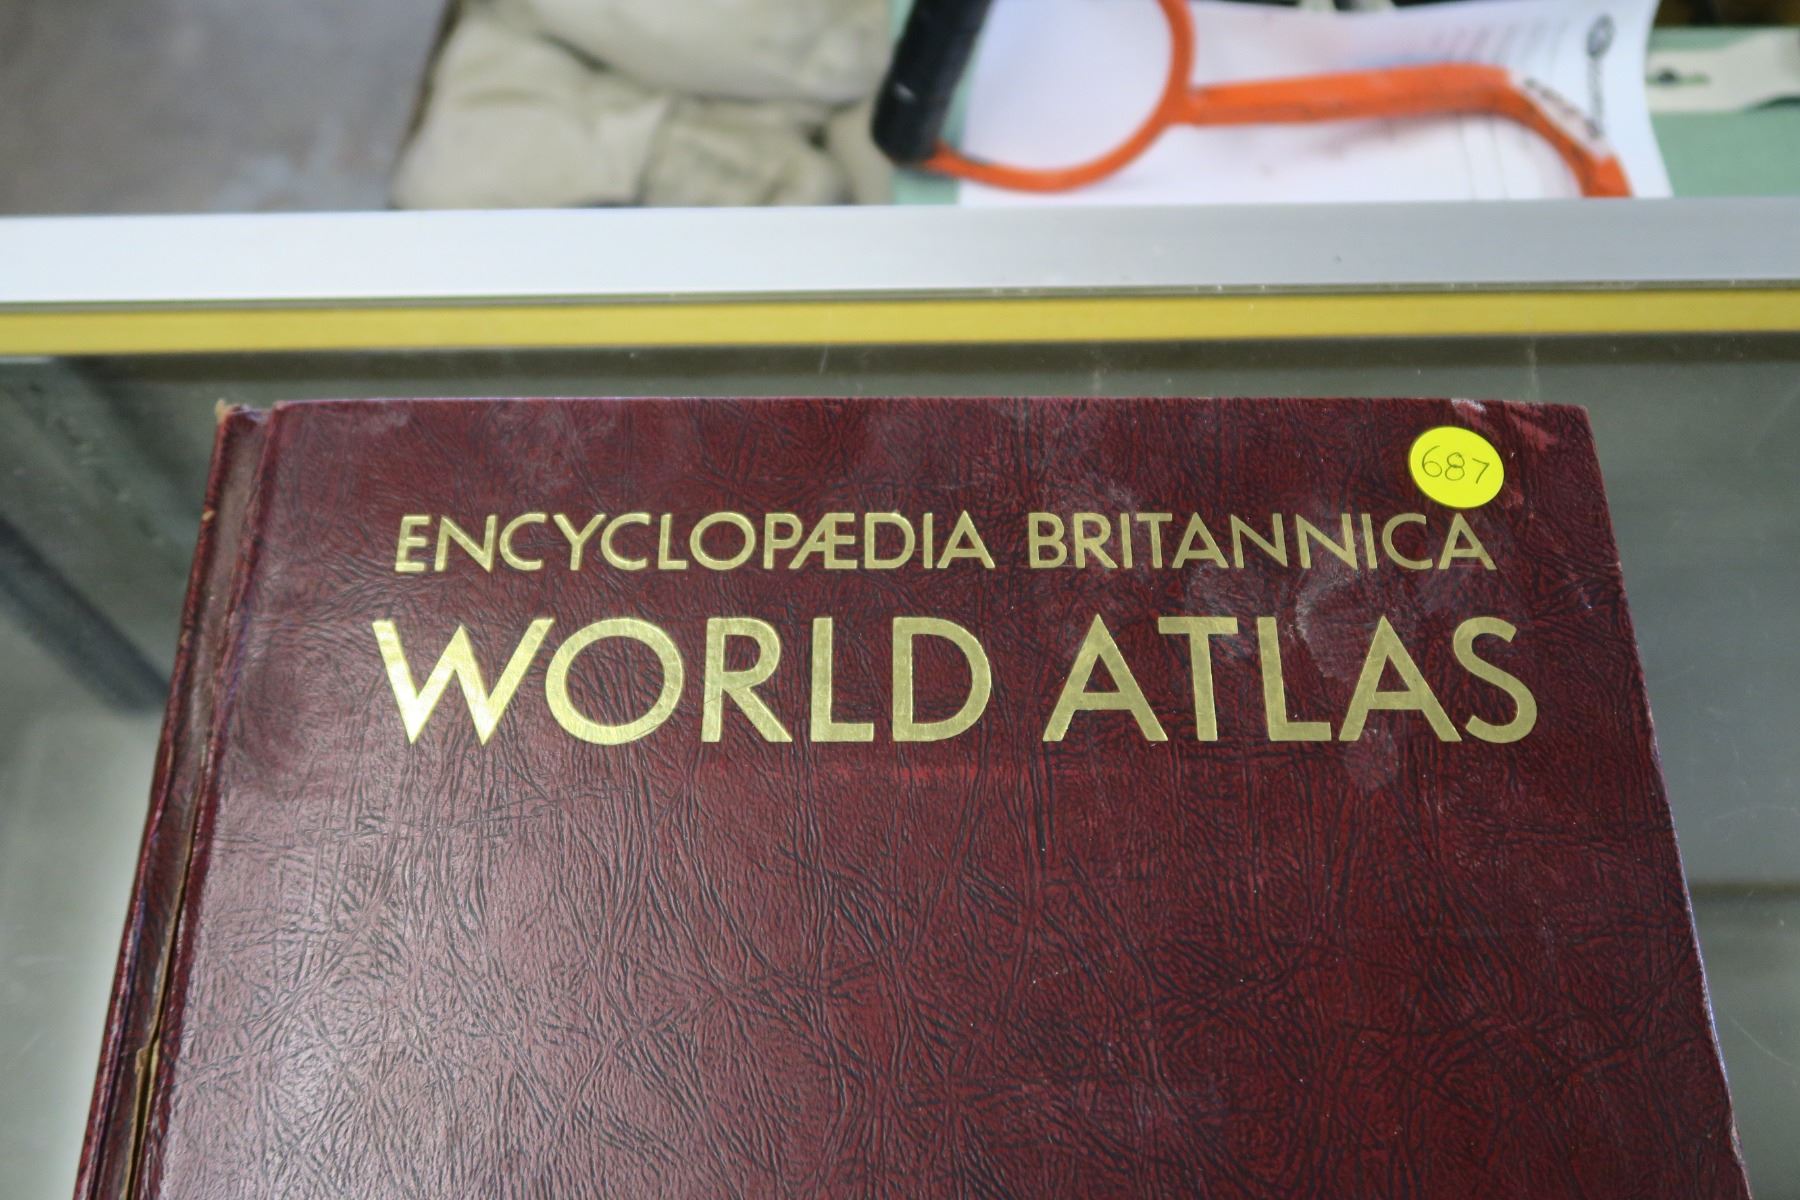 687
ENCYCLOPÆDIA BRITANNICA
WORLD ATLAS